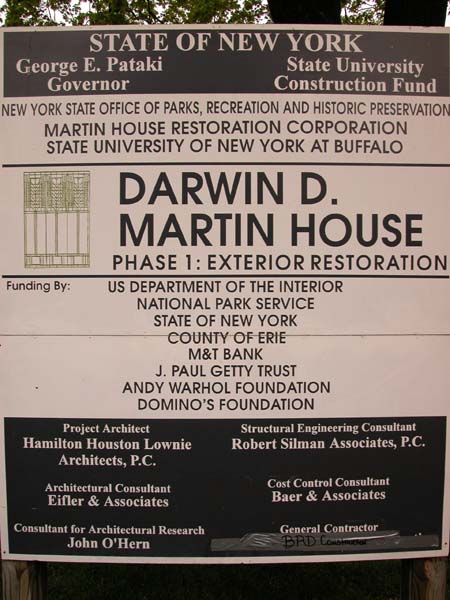 STATE OF NEW YORK
George E. Pataki
Governor
State University
Construction Fund
NEW YORK STATE OFFICE OF PARKS, RECREATION AND HISTORIC PRESERVATION
MARTIN HOUSE RESTORATION CORPORATION
STATE UNIVERSITY OF NEW YORK AT BUFFALO
DARWIN D.
MARTIN HOUSE
PHASE 1: EXTERIOR RESTORATION
Funding By:
US DEPARTMENT OF THE INTERIOR
NATIONAL PARK SERVICE
STATE OF NEW YORK
COUNTY OF ERIE
M&T BANK
J. PAUL GETTY TRUST
ANDY WARHOL FOUNDATION
DOMINO'S FOUNDATION
Project Architect
Hamilton Houston Lownie
Architects, P.C.
Structural Engineering Consultant
Robert Silman Associates, P.C.
Architectural Consultant
Eifler & Associates
Cost Control Consultant
Baer & Associates
Consultant for Architectural Research
John O'Hern
General Contractor